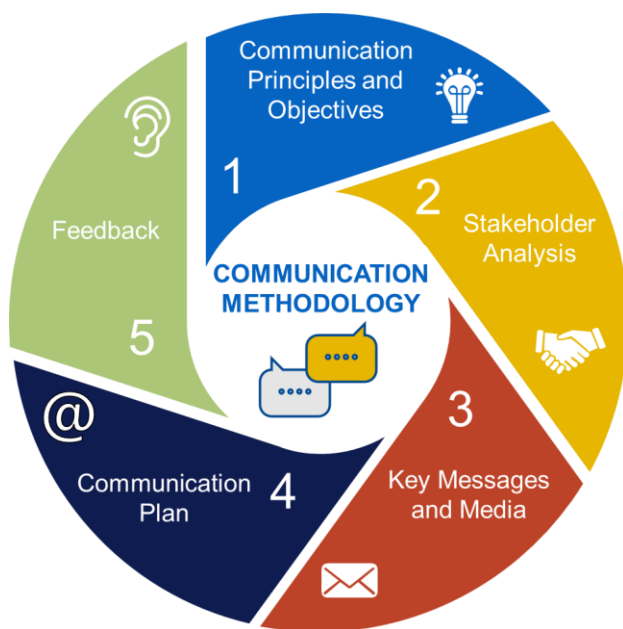 COMMUNICATION
METHODOLOGY
1
Communication
Principles and
Objectives
2
Stakeholder
Analysis
3
Key Messages
and Media
4
Communication
Plan
@
5
Feedback